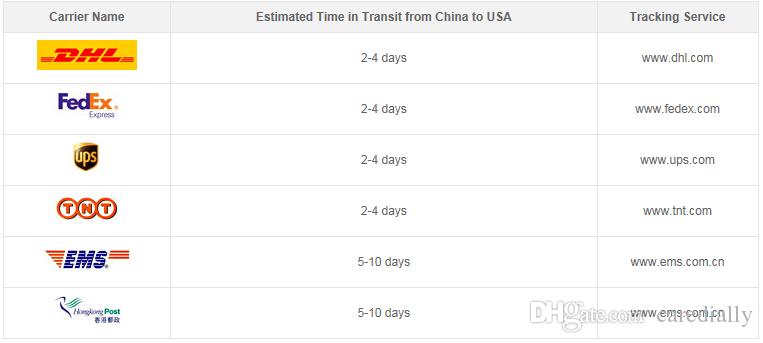 Carrier Name Estimated Time in Transit from China to USA Tracking Service
DHL 2-4 days www.dhl.com
FedEx 2-4 days www.fedex.com
Express
ups 2-4 days www.ups.com
TNT 2-4 days www.tnt.com
EMS 5-10 days www.ems.com.cn
Hongkong Post 5-10 days www.ems.com.cn
香港郵政
DHgate.com caredially